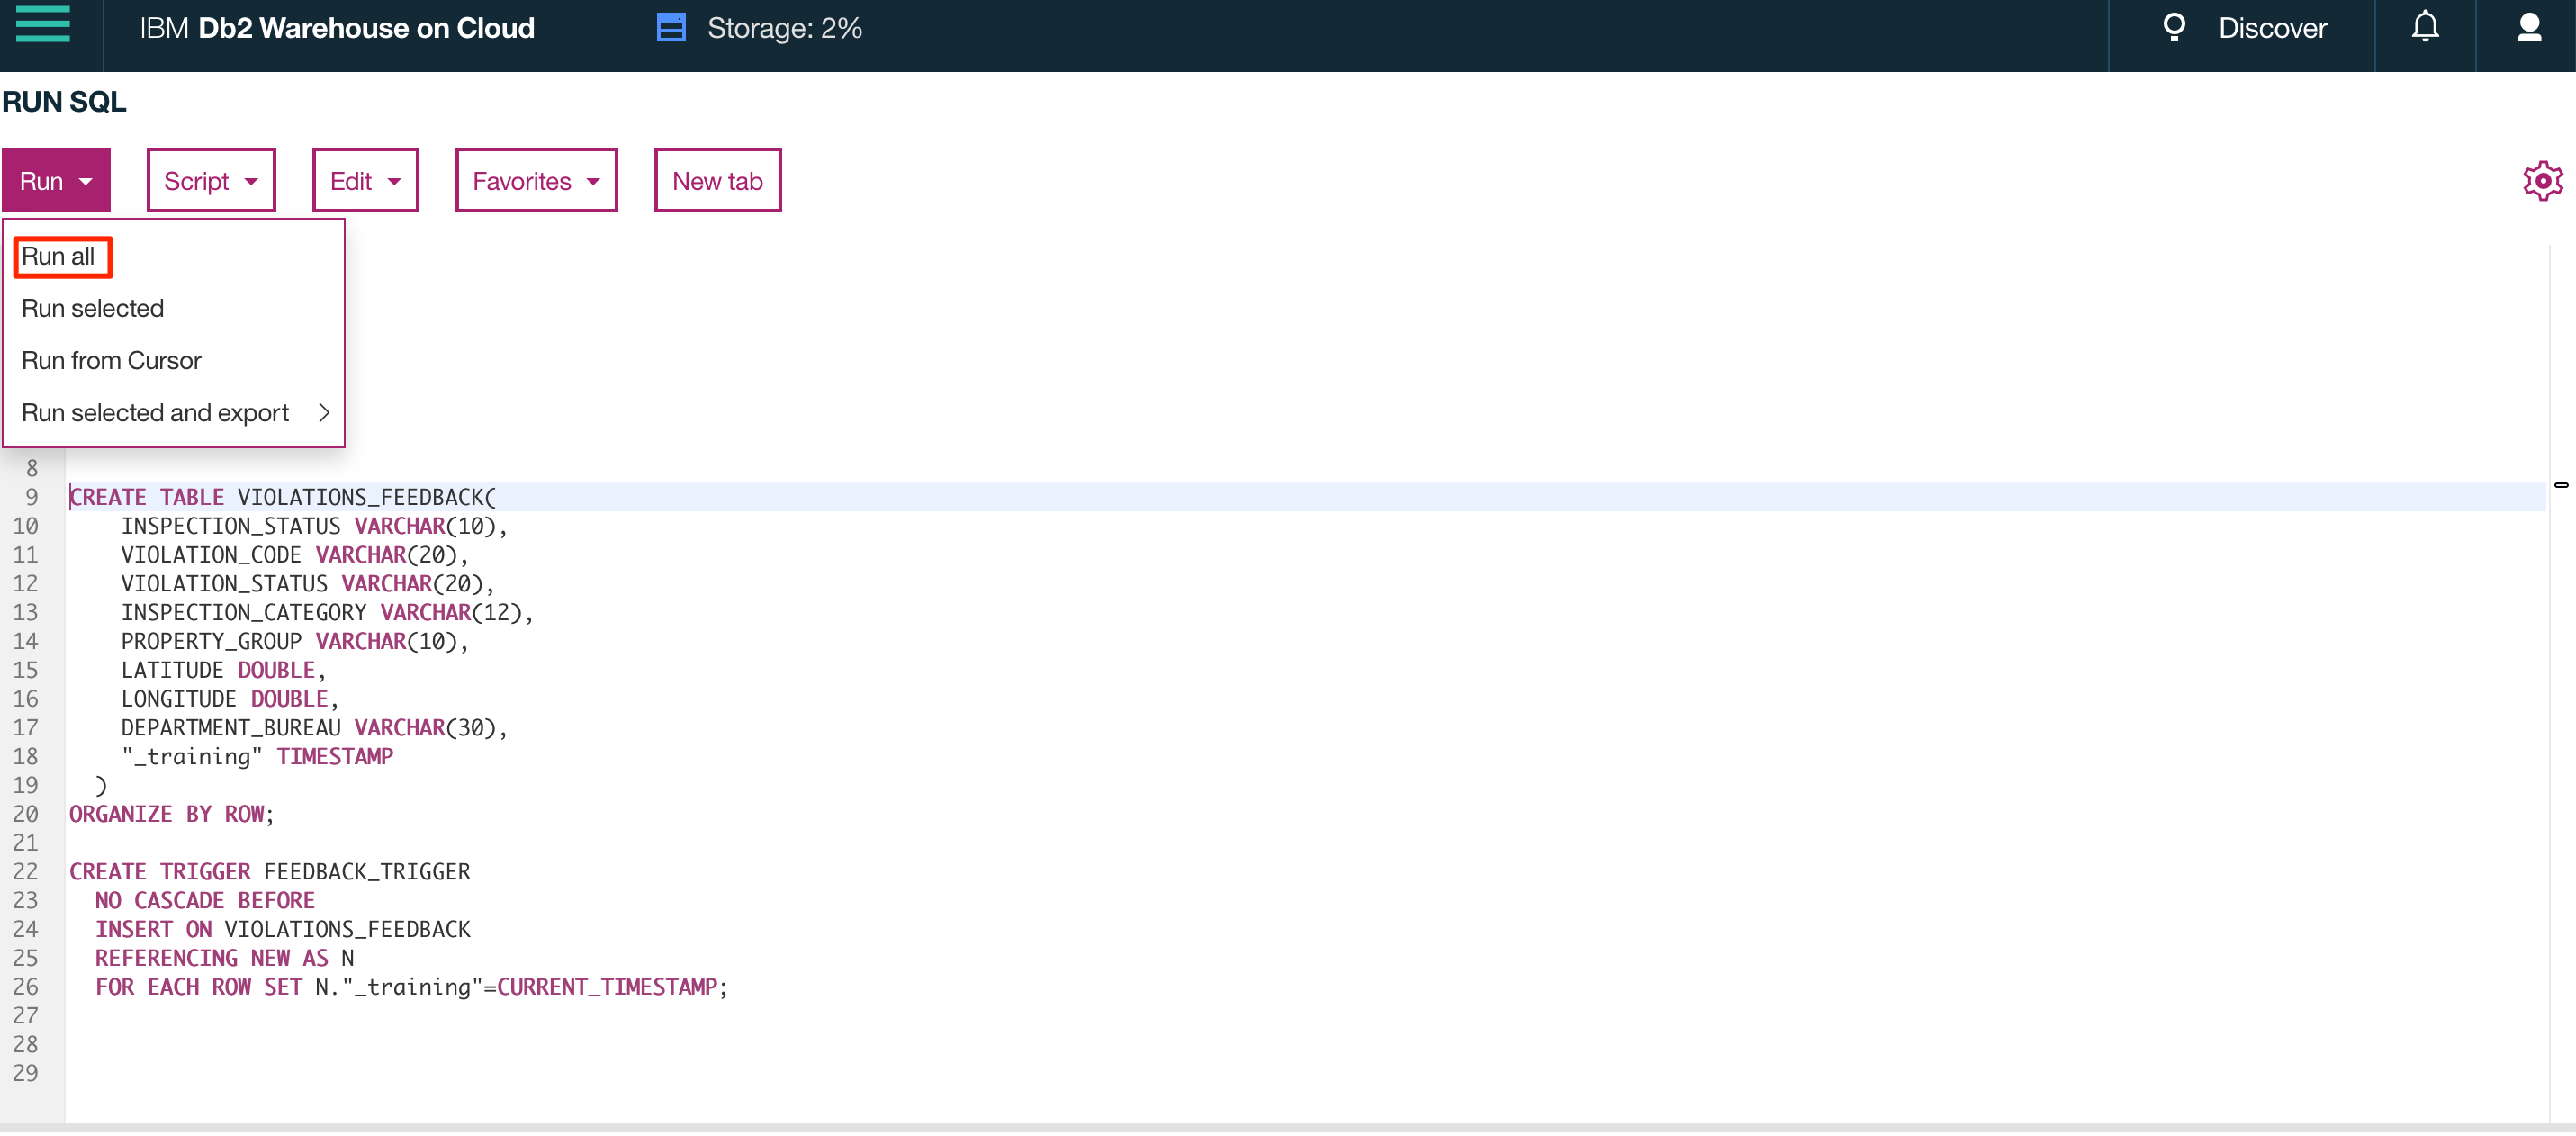 IBM Db2 Warehouse on Cloud Storage: 2% Discover
RUN SQL
Run Script Edit Favorites New tab
Run all
Run selected
Run from Cursor
Run selected and export
8
9 CREATE TABLE VIOLATIONS_FEEDBACK(
10 INSPECTION_STATUS VARCHAR(10),
11 VIOLATION_CODE VARCHAR(20),
12 VIOLATION_STATUS VARCHAR(20),
13 INSPECTION_CATEGORY VARCHAR(12),
14 PROPERTY_GROUP VARCHAR(10),
15 LATITUDE DOUBLE,
16 LONGITUDE DOUBLE,
17 DEPARTMENT_BUREAU VARCHAR(30),
18 "_training" TIMESTAMP
19 )
20 ORGANIZE BY ROW;
21
22 CREATE TRIGGER FEEDBACK_TRIGGER
23 NO CASCADE BEFORE
24 INSERT ON VIOLATIONS_FEEDBACK
25 REFERENCING NEW AS N
26 FOR EACH ROW SET N."_training"=CURRENT_TIMESTAMP;
27
28
29